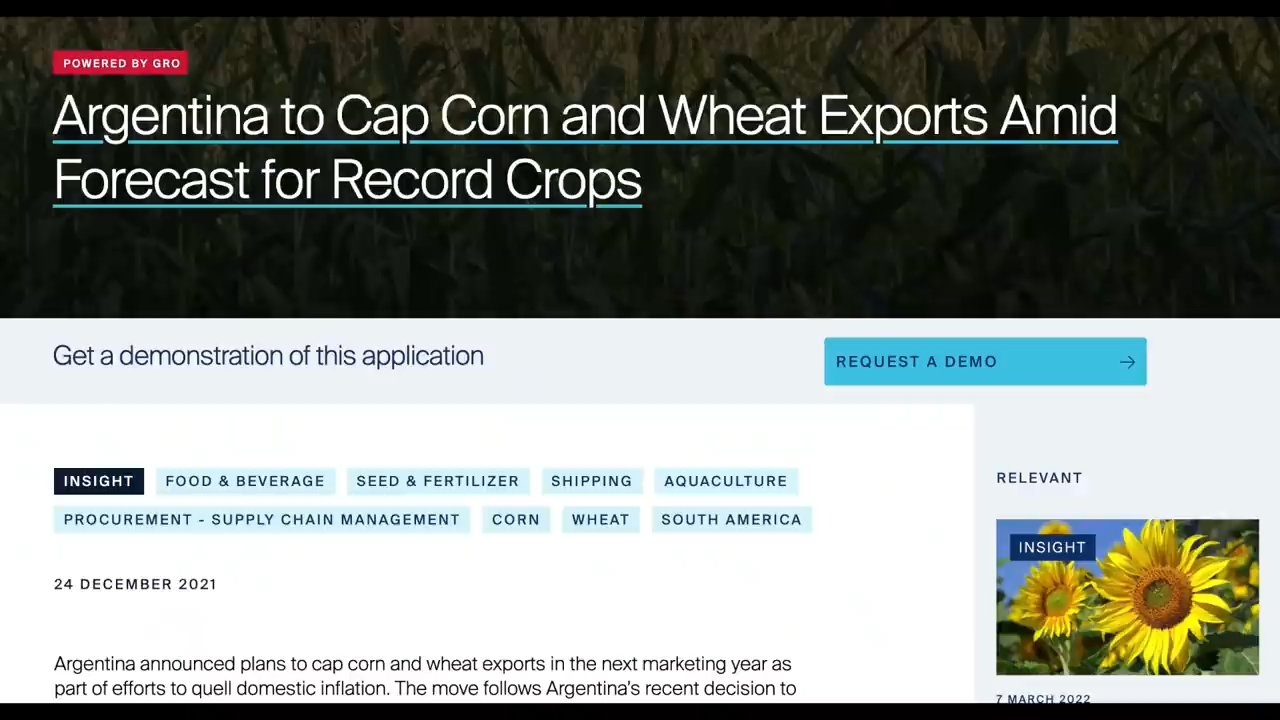 POWERED BY GRO
Argentina to Cap Corn and Wheat Exports Amid
Forecast for Record Crops
Get a demonstration of this application
REQUEST A DEMO
INSIGHT FOOD & BEVERAGE SEED & FERTILIZER SHIPPING AQUACULTURE
PROCUREMENT - SUPPLY CHAIN MANAGEMENT CORN WHEAT SOUTH AMERICA
24 DECEMBER 2021
Argentina announced plans to cap corn and wheat exports in the next marketing year as
part of efforts to quell domestic inflation. The move follows Argentina's recent decision to
RELEVANT
INSIGHT
7 MARCH 2022